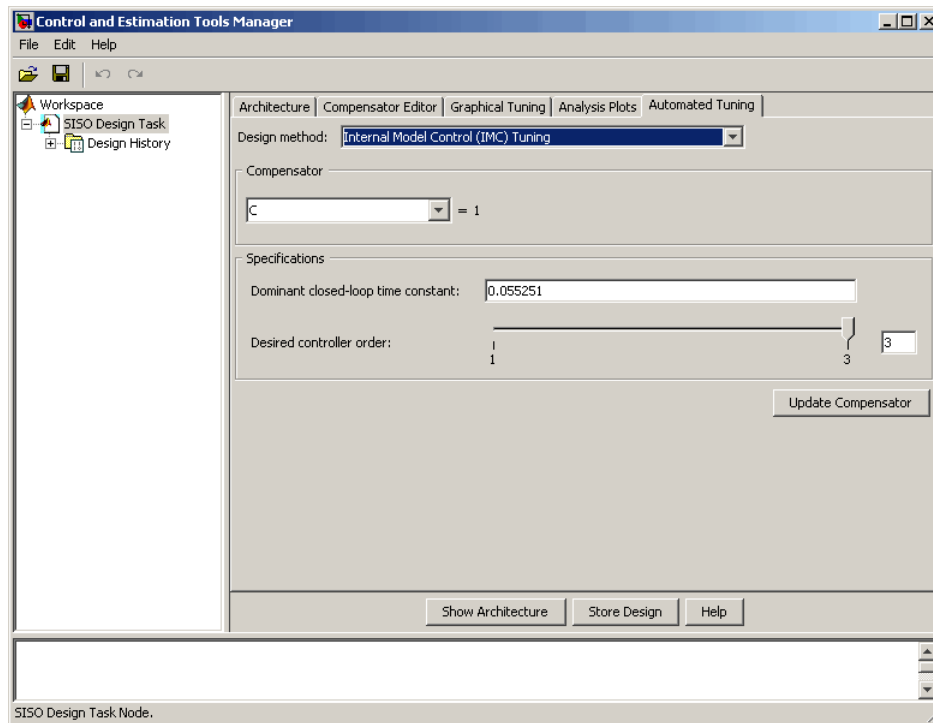 Control and Estimation Tools Manager
File Edit Help
Workspace
SISO Design Task
Design History
Architecture Compensator Editor Graphical Tuning Analysis Plots Automated Tuning
Design method: Internal Model Control (IMC) Tuning
Compensator
C = 1
Specifications
Dominant closed-loop time constant: 0.055251
Desired controller order: 3
1 3
Update Compensator
Show Architecture Store Design Help
SISO Design Task Node.